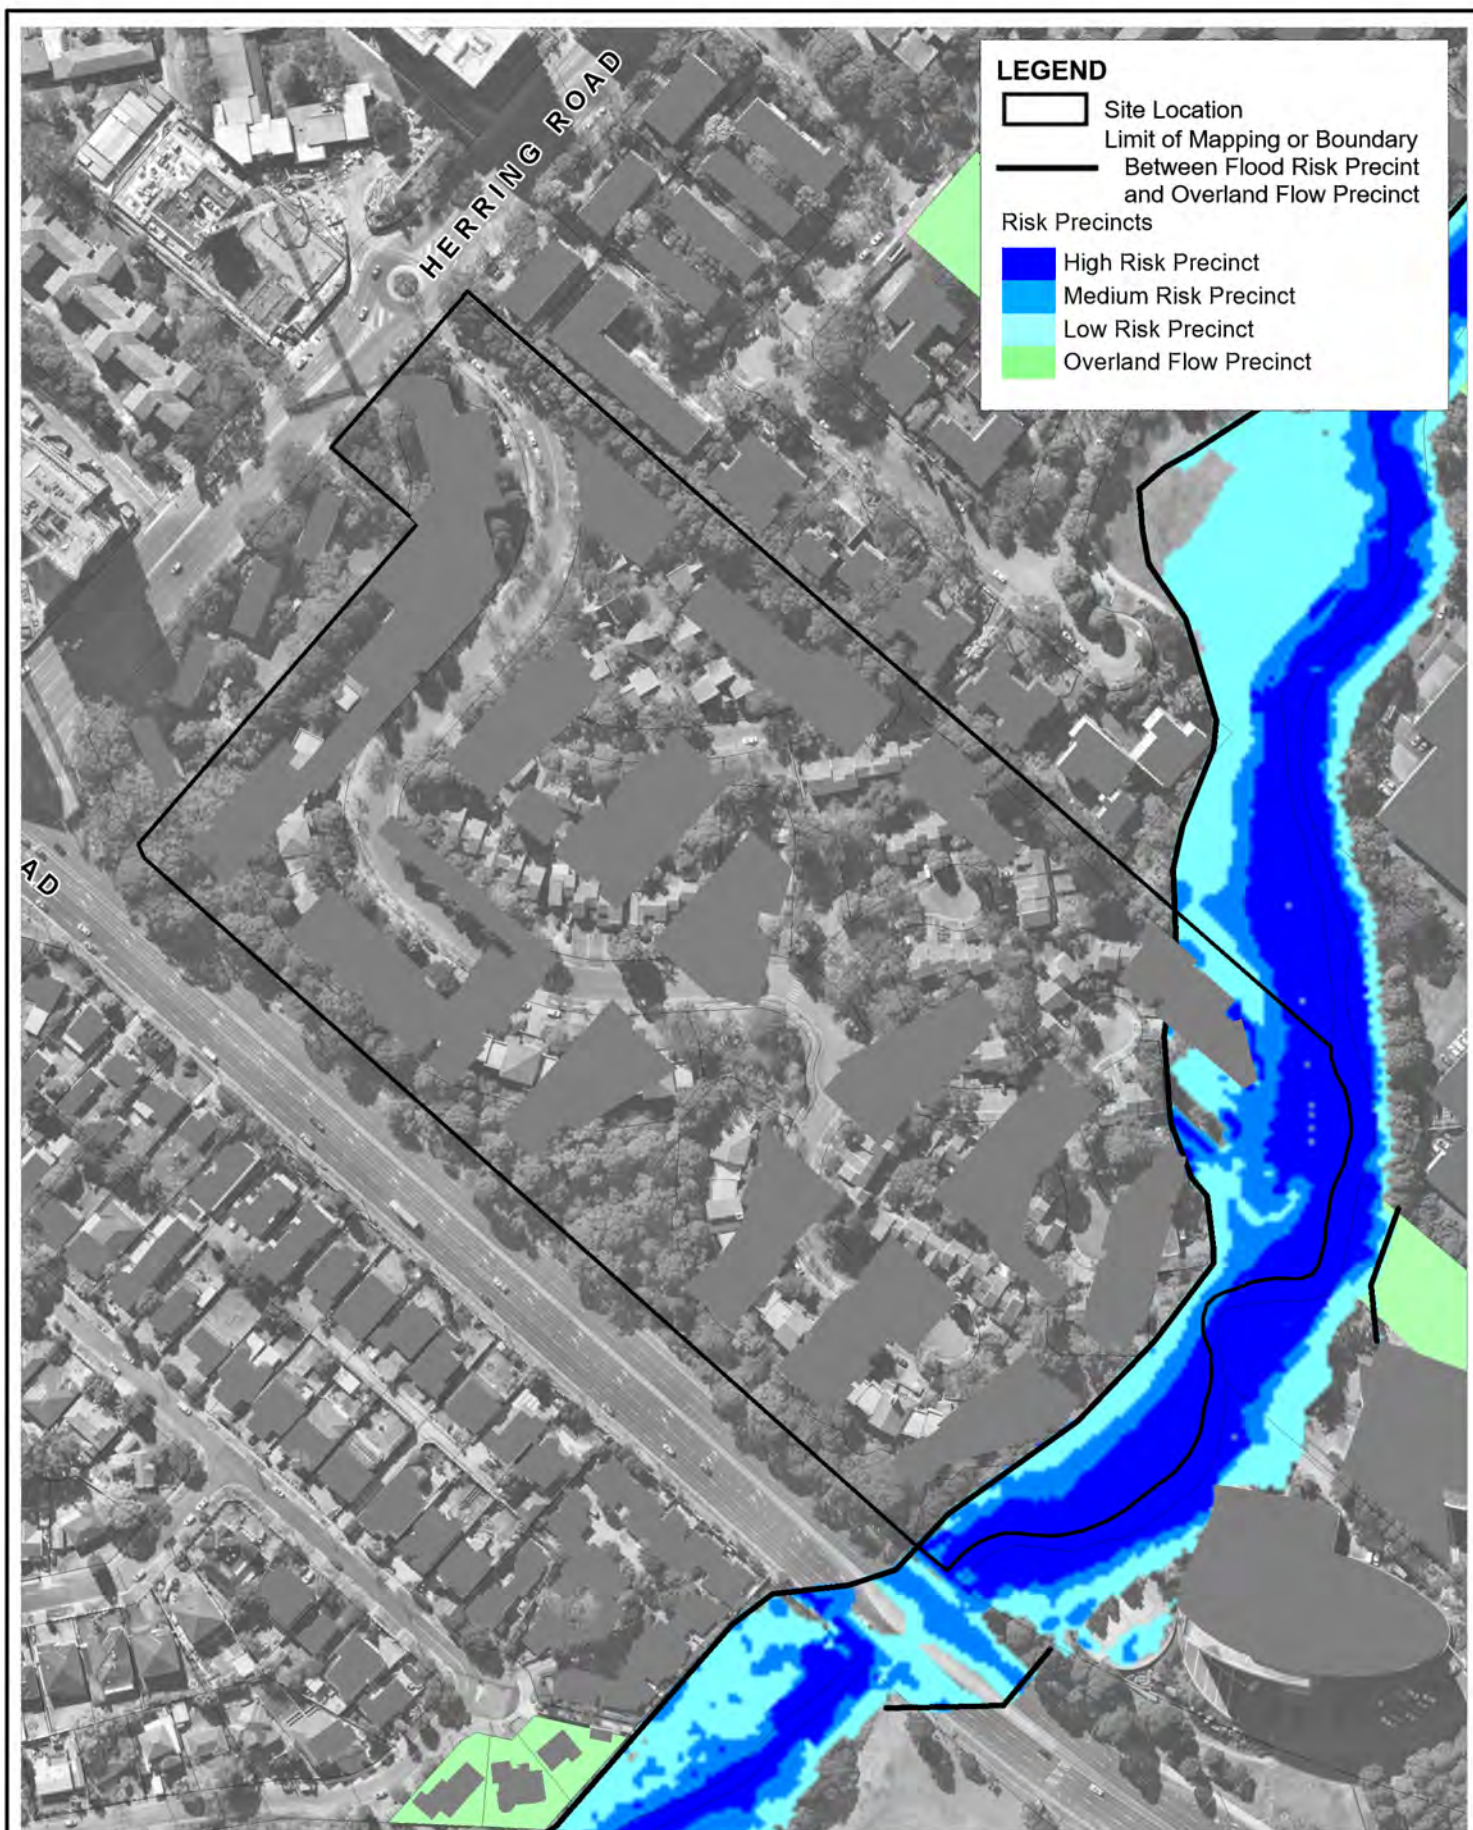 LEGEND
Site Location
Limit of Mapping or Boundary
Between Flood Risk Precint
and Overland Flow Precinct
Risk Precincts
High Risk Precinct
Medium Risk Precinct
Low Risk Precinct
Overland Flow Precinct
HERRING ROAD
AD